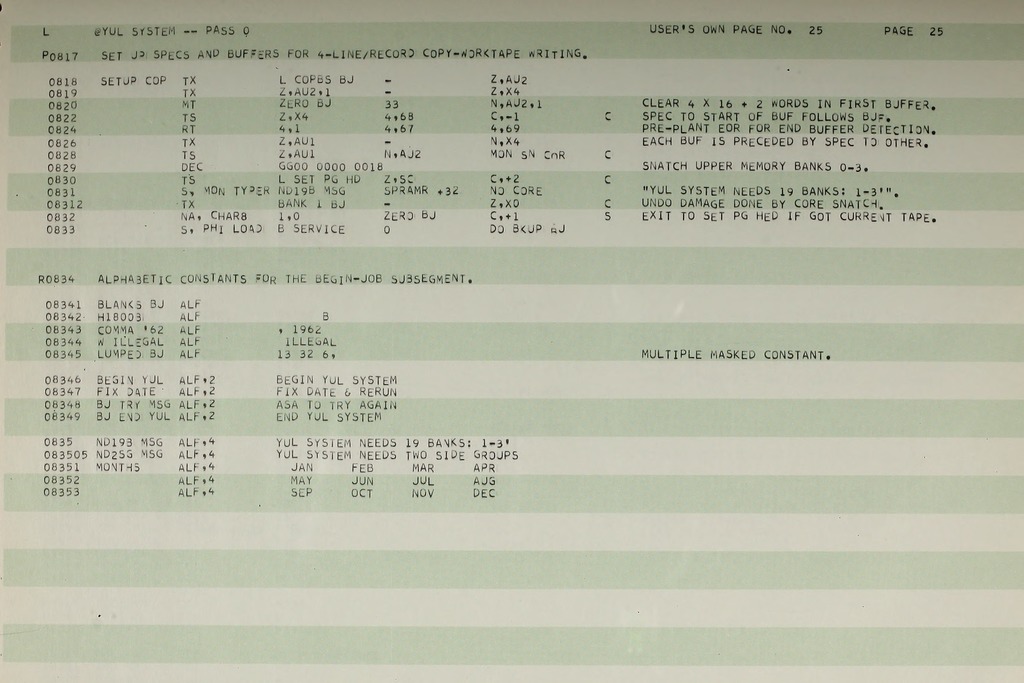 L @YUL SYSTEM -- PASS 0 USER'S OWN PAGE NO. 25 PAGE 25
P0817 SET UP SPECS AND BUFFERS FOR 4-LINE/RECORD COPY-WORKTAPE WRITING.
0818 SETUP COP TX L COPBS BJ - Z,AU2
0819 TX Z,AU2,1 - Z,X4
0820 MT ZERO BJ 33 N,AU2,1 CLEAR 4 X 16 + 2 WORDS IN FIRST BUFFER.
0822 TS Z,X4 4,68 C,-1 C SPEC TO START OF BUF FOLLOWS BUF.
0824 RT 4,1 4,67 4,69 PRE-PLANT EOR FOR END BUFFER DETECTION.
0826 TX Z,AU1 - N,X4 EACH BUF IS PRECEDED BY SPEC TO OTHER.
0828 TS Z,AU1 N,AU2 MON SN COR C
0829 DEC GG00 0000 0018 SNATCH UPPER MEMORY BANKS 0-3.
0830 TS L SET PG HD Z,SC C,+2 C
0831 S, MON TYPER ND19B MSG SPRAMR +32 NO CORE "YUL SYSTEM NEEDS 19 BANKS: 1-3'".
08312 TX BANK 1 BJ - Z,X0 C UNDO DAMAGE DONE BY CORE SNATCH.
0832 NA, CHAR8 1,0 ZERO BJ C,+1 S EXIT TO SET PG HED IF GOT CURRENT TAPE.
0833 S, PHI LOAD B SERVICE 0 DO BKUP BJ
R0834 ALPHABETIC CONSTANTS FOR THE BEGIN-JOB SUBSEGMENT.
08341 BLANKS BJ ALF
08342 H1800B ALF B
08343 COMMA '62 ALF , 1962
08344 W ILLEGAL ALF ILLEGAL
08345 LUMPED BJ ALF 13 32 6, MULTIPLE MASKED CONSTANT.
08346 BEGIN YUL ALF,2 BEGIN YUL SYSTEM
08347 FIX DATE ALF,2 FIX DATE & RERUN
08348 BJ TRY MSG ALF,2 ASA TO TRY AGAIN
08349 BJ END YUL ALF,2 END YUL SYSTEM
0835 ND19B MSG ALF,4 YUL SYSTEM NEEDS 19 BANKS: 1-3'
083505 ND2SG MSG ALF,4 YUL SYSTEM NEEDS TWO SIDE GROUPS
08351 MONTHS ALF,4 JAN FEB MAR APR
08352 ALF,4 MAY JUN JUL AUG
08353 ALF,4 SEP OCT NOV DEC